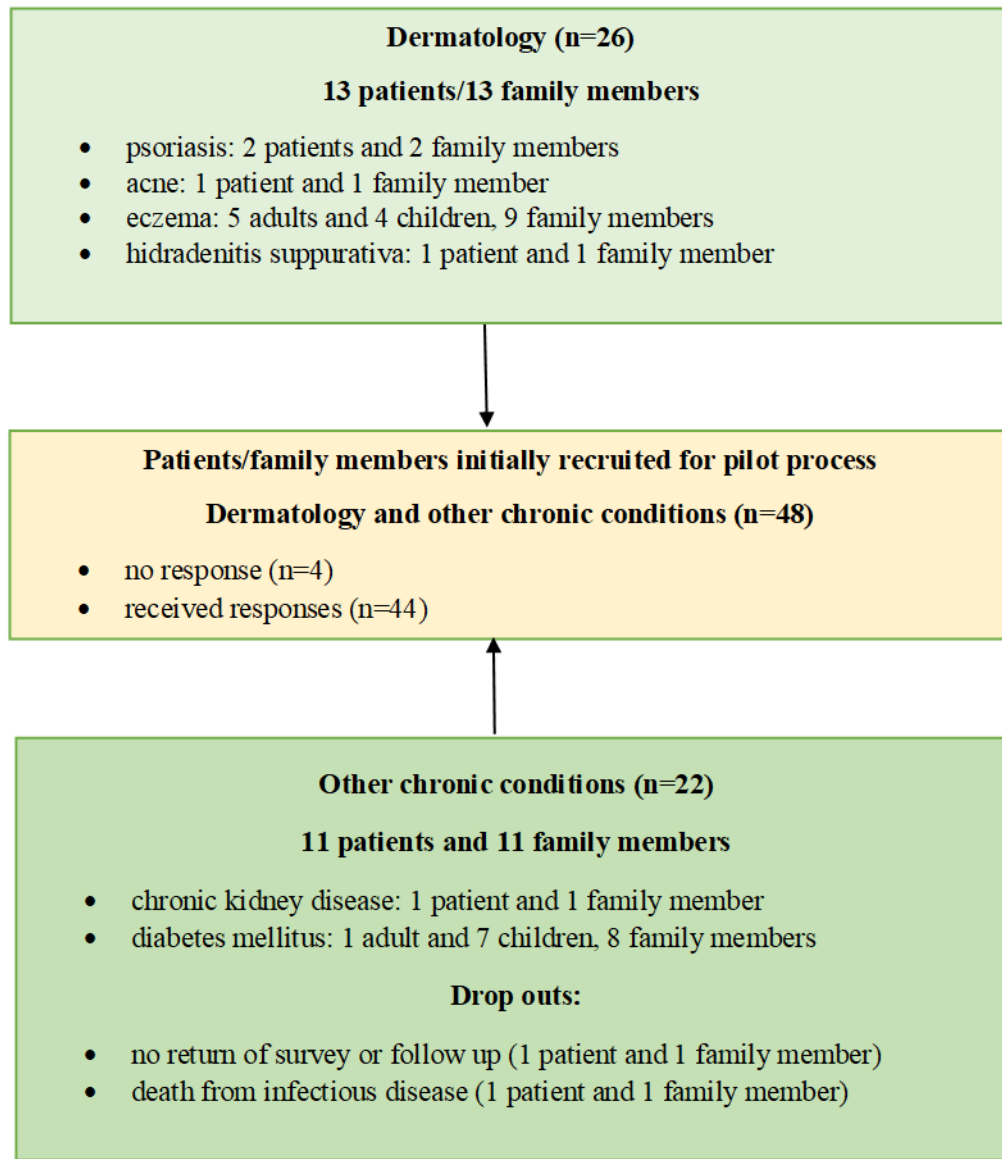 Dermatology (n=26)
13 patients/13 family members
• psoriasis: 2 patients and 2 family members
• acne: 1 patient and 1 family member
• eczema: 5 adults and 4 children, 9 family members
• hidradenitis suppurativa: 1 patient and 1 family member
Patients/family members initially recruited for pilot process
Dermatology and other chronic conditions (n=48)
• no response (n=4)
• received responses (n=44)
Other chronic conditions (n=22)
11 patients and 11 family members
• chronic kidney disease: 1 patient and 1 family member
• diabetes mellitus: 1 adult and 7 children, 8 family members
Drop outs:
• no return of survey or follow up (1 patient and 1 family member)
• death from infectious disease (1 patient and 1 family member)